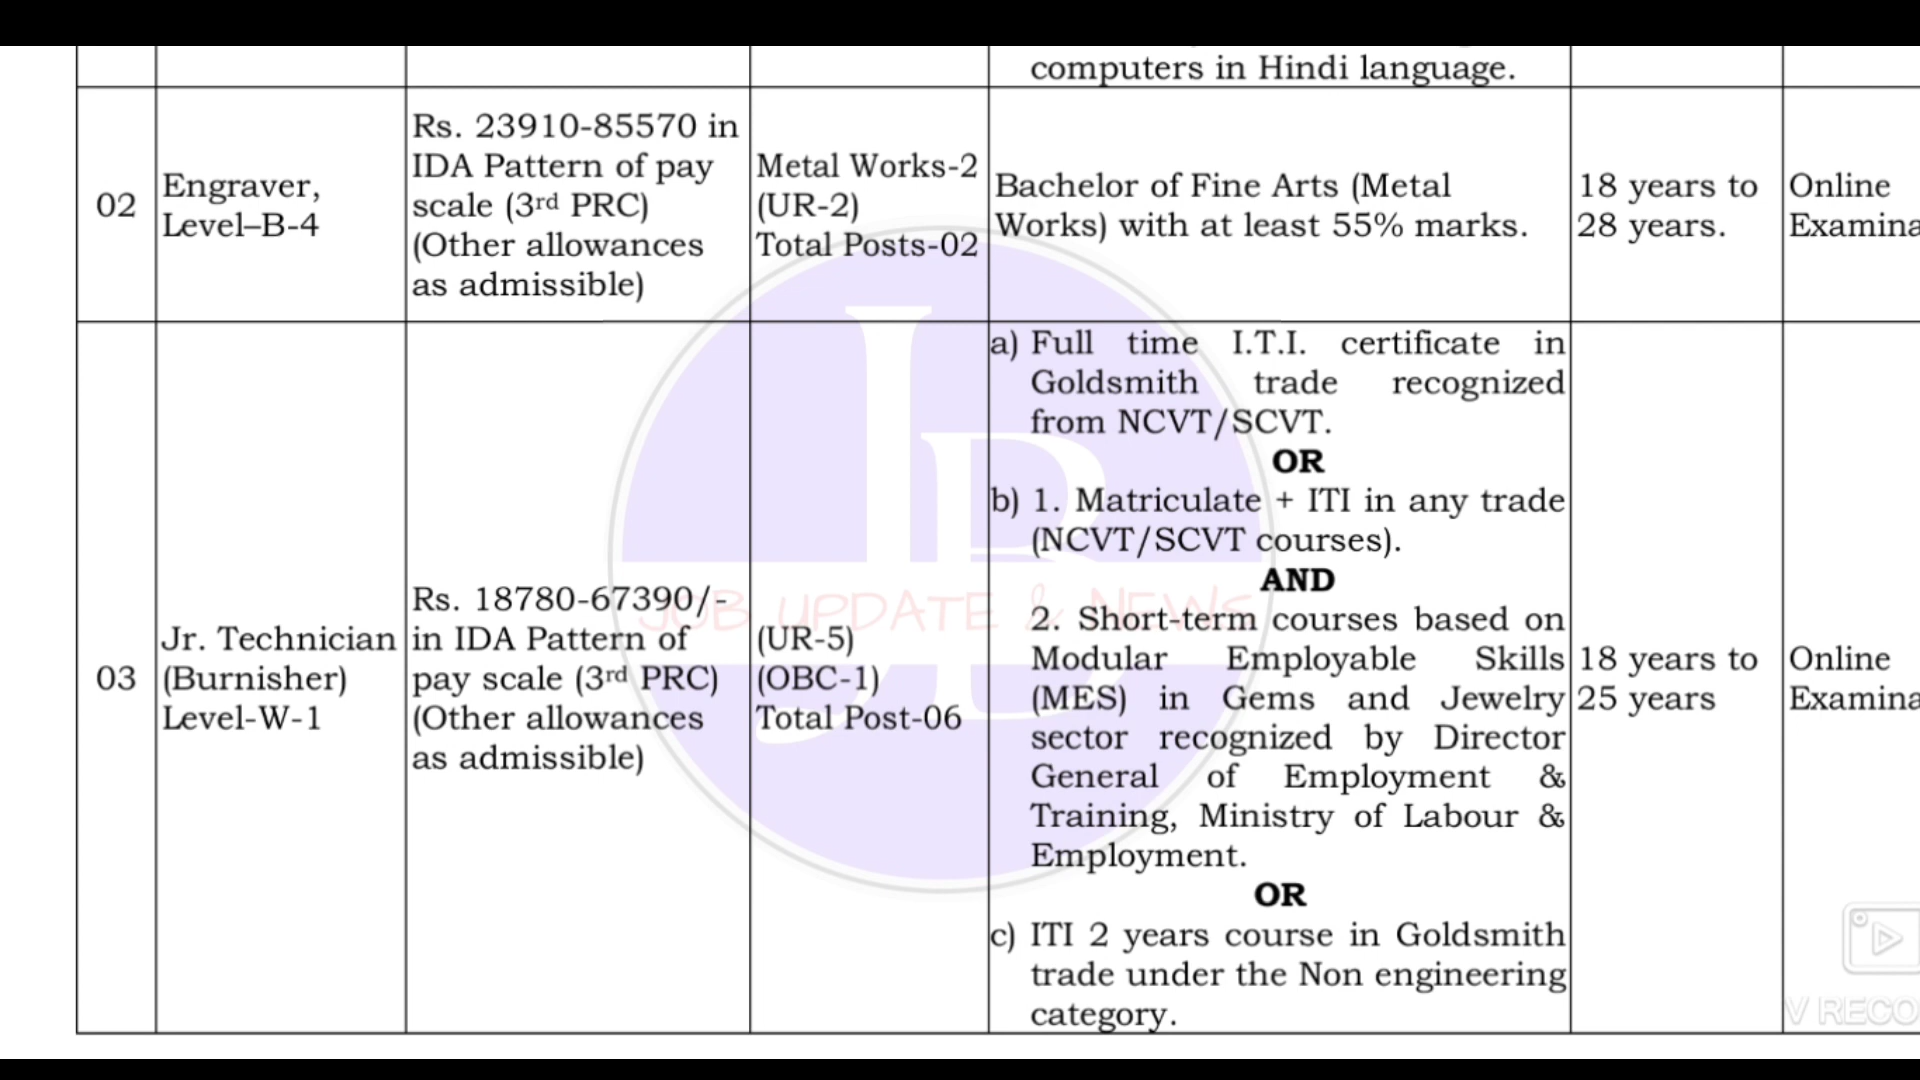 computers in Hindi language.
02
Engraver,
Level–B-4
Rs. 23910-85570 in
IDA Pattern of pay
scale (3rd PRC)
(Other allowances
as admissible)
Metal Works-2
(UR-2)
Total Posts-02
Bachelor of Fine Arts (Metal
Works) with at least 55% marks.
18 years to
28 years.
Online
03
Jr. Technician
(Burnisher)
Level-W-1
Rs. 18780-67390/-
in IDA Pattern of
pay scale (3rd PRC)
(Other allowances
as admissible)
(UR-5)
(OBC-1)
Total Post-06
a) Full time I.T.I. certificate in
Goldsmith trade recognized
from NCVT/SCVT.
OR
b) 1. Matriculate + ITI in any trade
(NCVT/SCVT courses).
AND
2. Short-term courses based on
Modular Employable Skills
(MES) in Gems and Jewelry
sector recognized by Director
General of Employment &
Training, Ministry of Labour &
Employment.
OR
c) ITI 2 years course in Goldsmith
trade under the Non engineering
category.
18 years to
25 years
Online
JOB UPDATE & NEWS